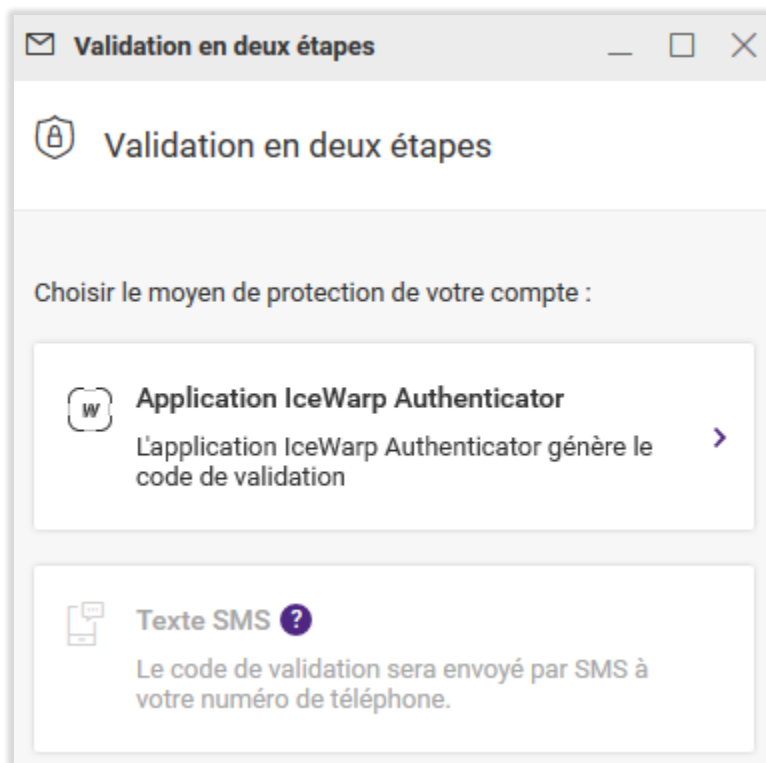 Validation en deux étapes
Validation en deux étapes
Choisir le moyen de protection de votre compte :
W
Application IceWarp Authenticator
L'application IceWarp Authenticator génère le
code de validation
Texte SMS ?
Le code de validation sera envoyé par SMS à
votre numéro de téléphone.